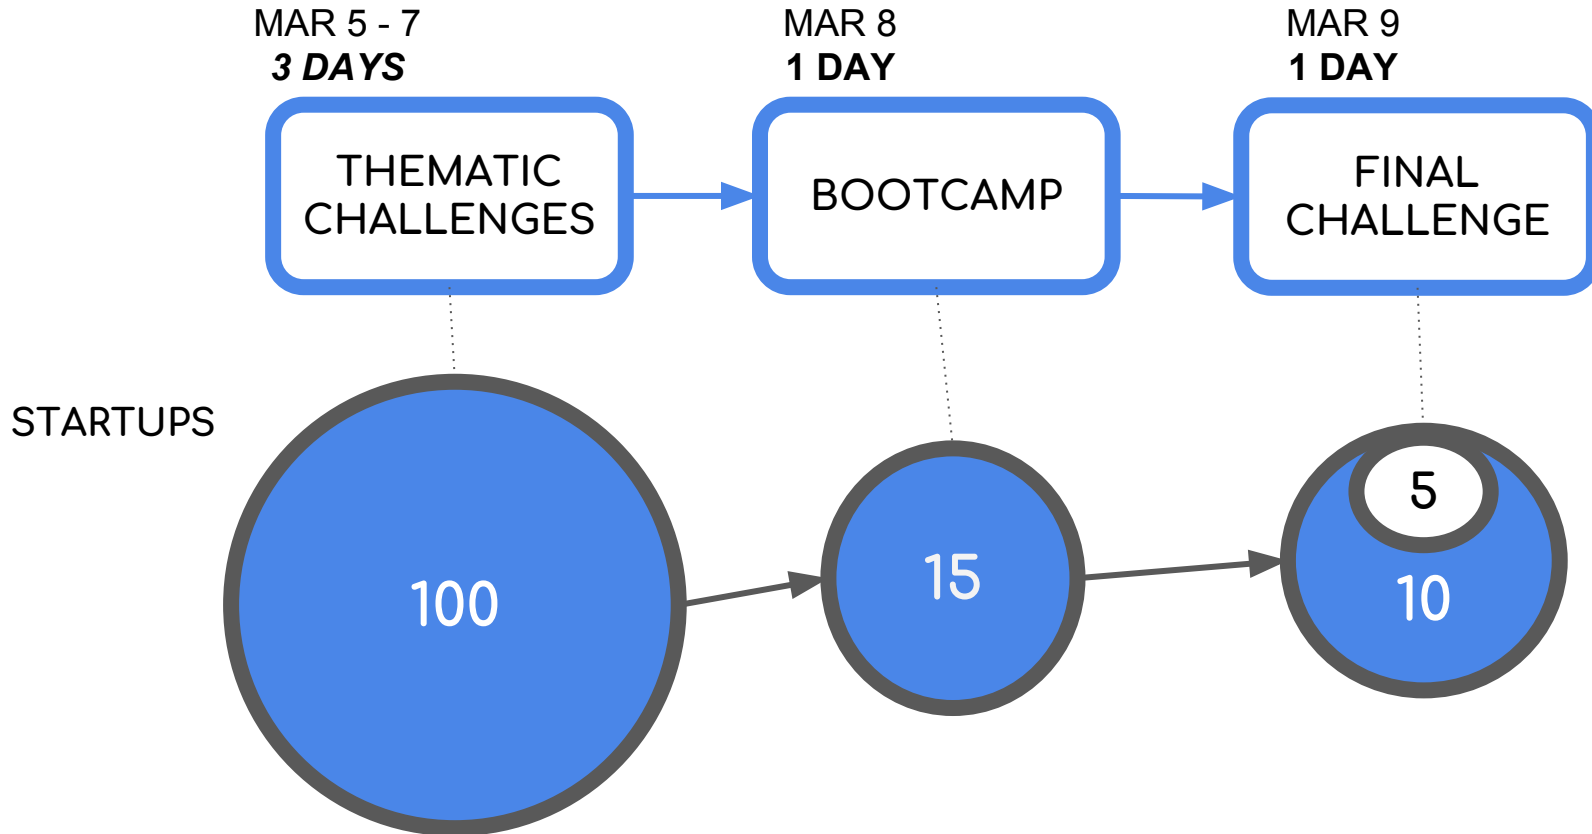 MAR 5 - 7
3 DAYS
MAR 8
1 DAY
MAR 9
1 DAY
THEMATIC
CHALLENGES
BOOTCAMP
FINAL
CHALLENGE
STARTUPS
100
15
5
10